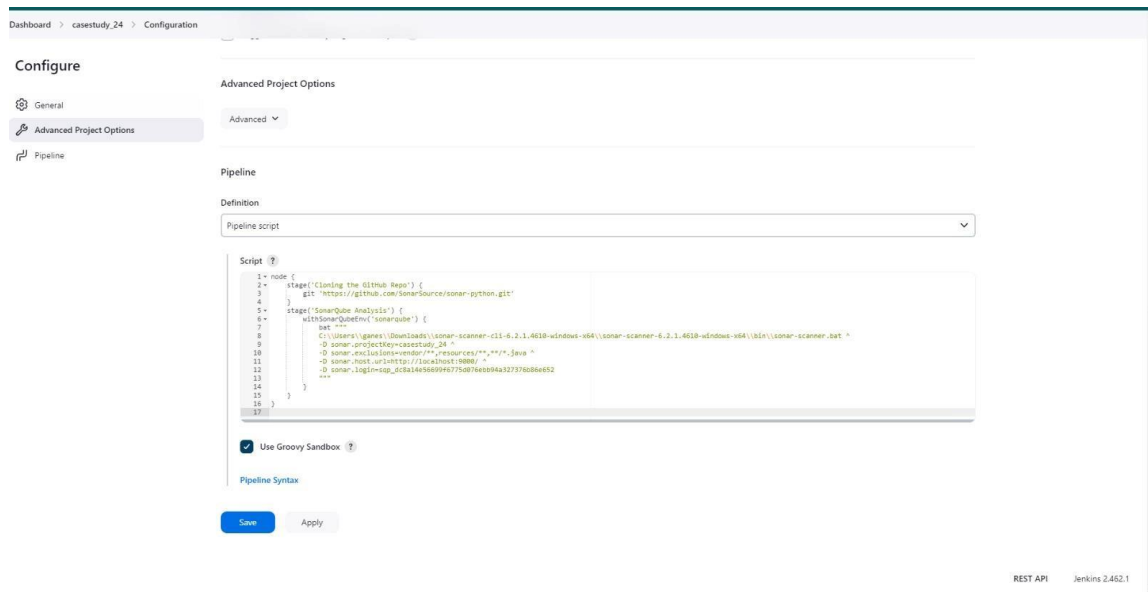 Dashboard > casestudy_24 > Configuration
Configure
General
Advanced Project Options
Pipeline
Advanced Project Options
Advanced
Pipeline
Definition
Pipeline script
Script ?
1 node {
2 stage('Cloning the GitHub Repo') {
3 git 'https://github.com/SonarSource/sonar-python.git'
4 }
5 stage('SonarQube Analysis') {
6 withSonarQubeEnv('sonarqube') {
7 bat """
8 C:\\Users\\ganes\\Downloads\\sonar-scanner-cli-6.2.1.4610-windows-x64\\sonar-scanner-6.2.1.4610-windows-x64\\bin\\sonar-scanner.bat ^
9 -D sonar.projectKey=casestudy_24 ^
10 -D sonar.exclusions=vendor/**,resources/**,**/*.java ^
11 -D sonar.host.url=http://localhost:9000/ ^
12 -D
13 """
14 }
15 }
16 }
17
Use Groovy Sandbox ?
Pipeline Syntax
Save Apply
REST API Jenkins 2.462.1